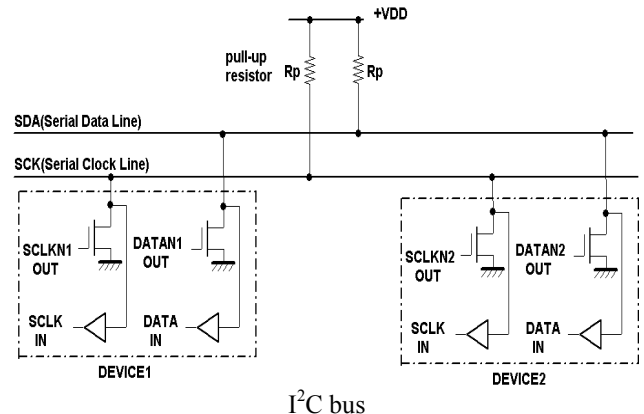 +VDD
pull-up
resistor
Rp
Rp
SDA(Serial Data Line)
SCK(Serial Clock Line)
SCLKN1
OUT
DATAN1
OUT
SCLK
IN
DATA
IN
DEVICE1
SCLKN2
OUT
DATAN2
OUT
SCLK
IN
DATA
IN
DEVICE2
I²C bus